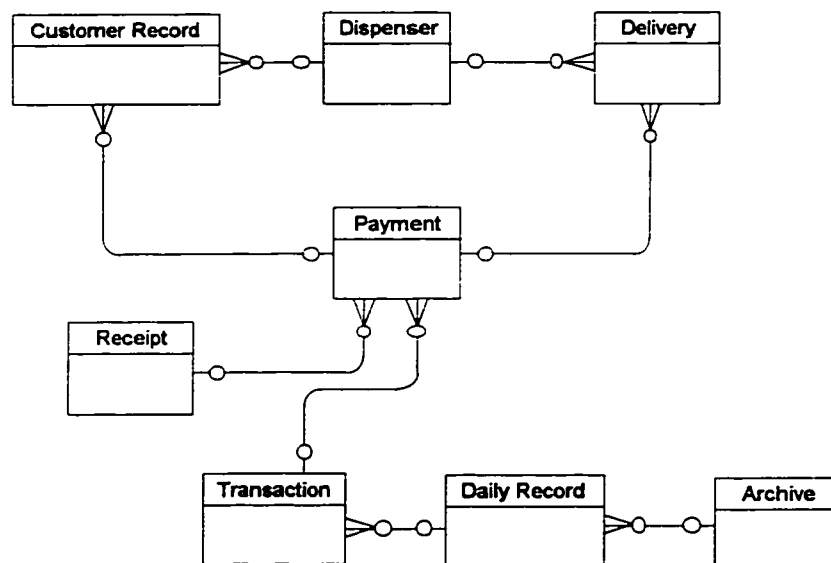 Customer Record
Dispenser
Delivery
Payment
Receipt
Transaction
Daily Record
Archive